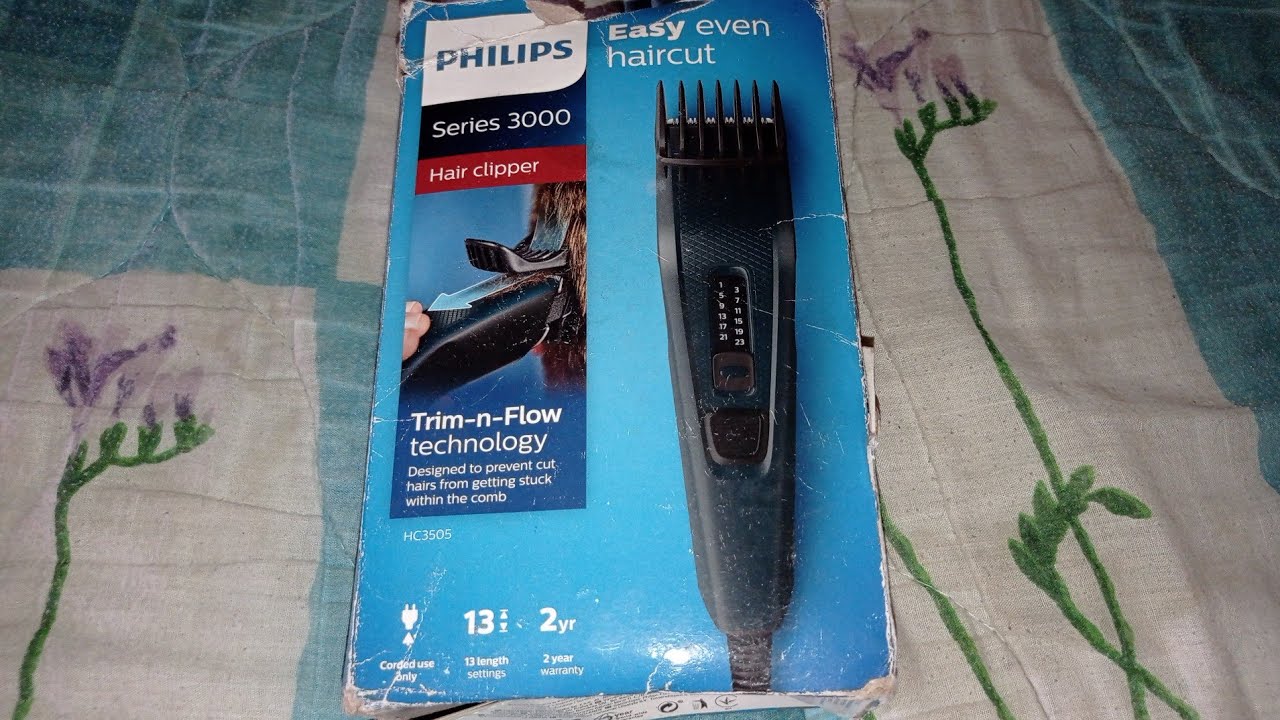 PHILIPS
Easy even
haircut
Series 3000
Hair clipper
1 3
5 7
9 11
13 15
17 19
21 23
Trim-n-Flow
technology
Designed to prevent cut
hairs from getting stuck
within the comb
HC3505
13
2yr
Corded use
only
13 length
settings
2 year
warranty
year